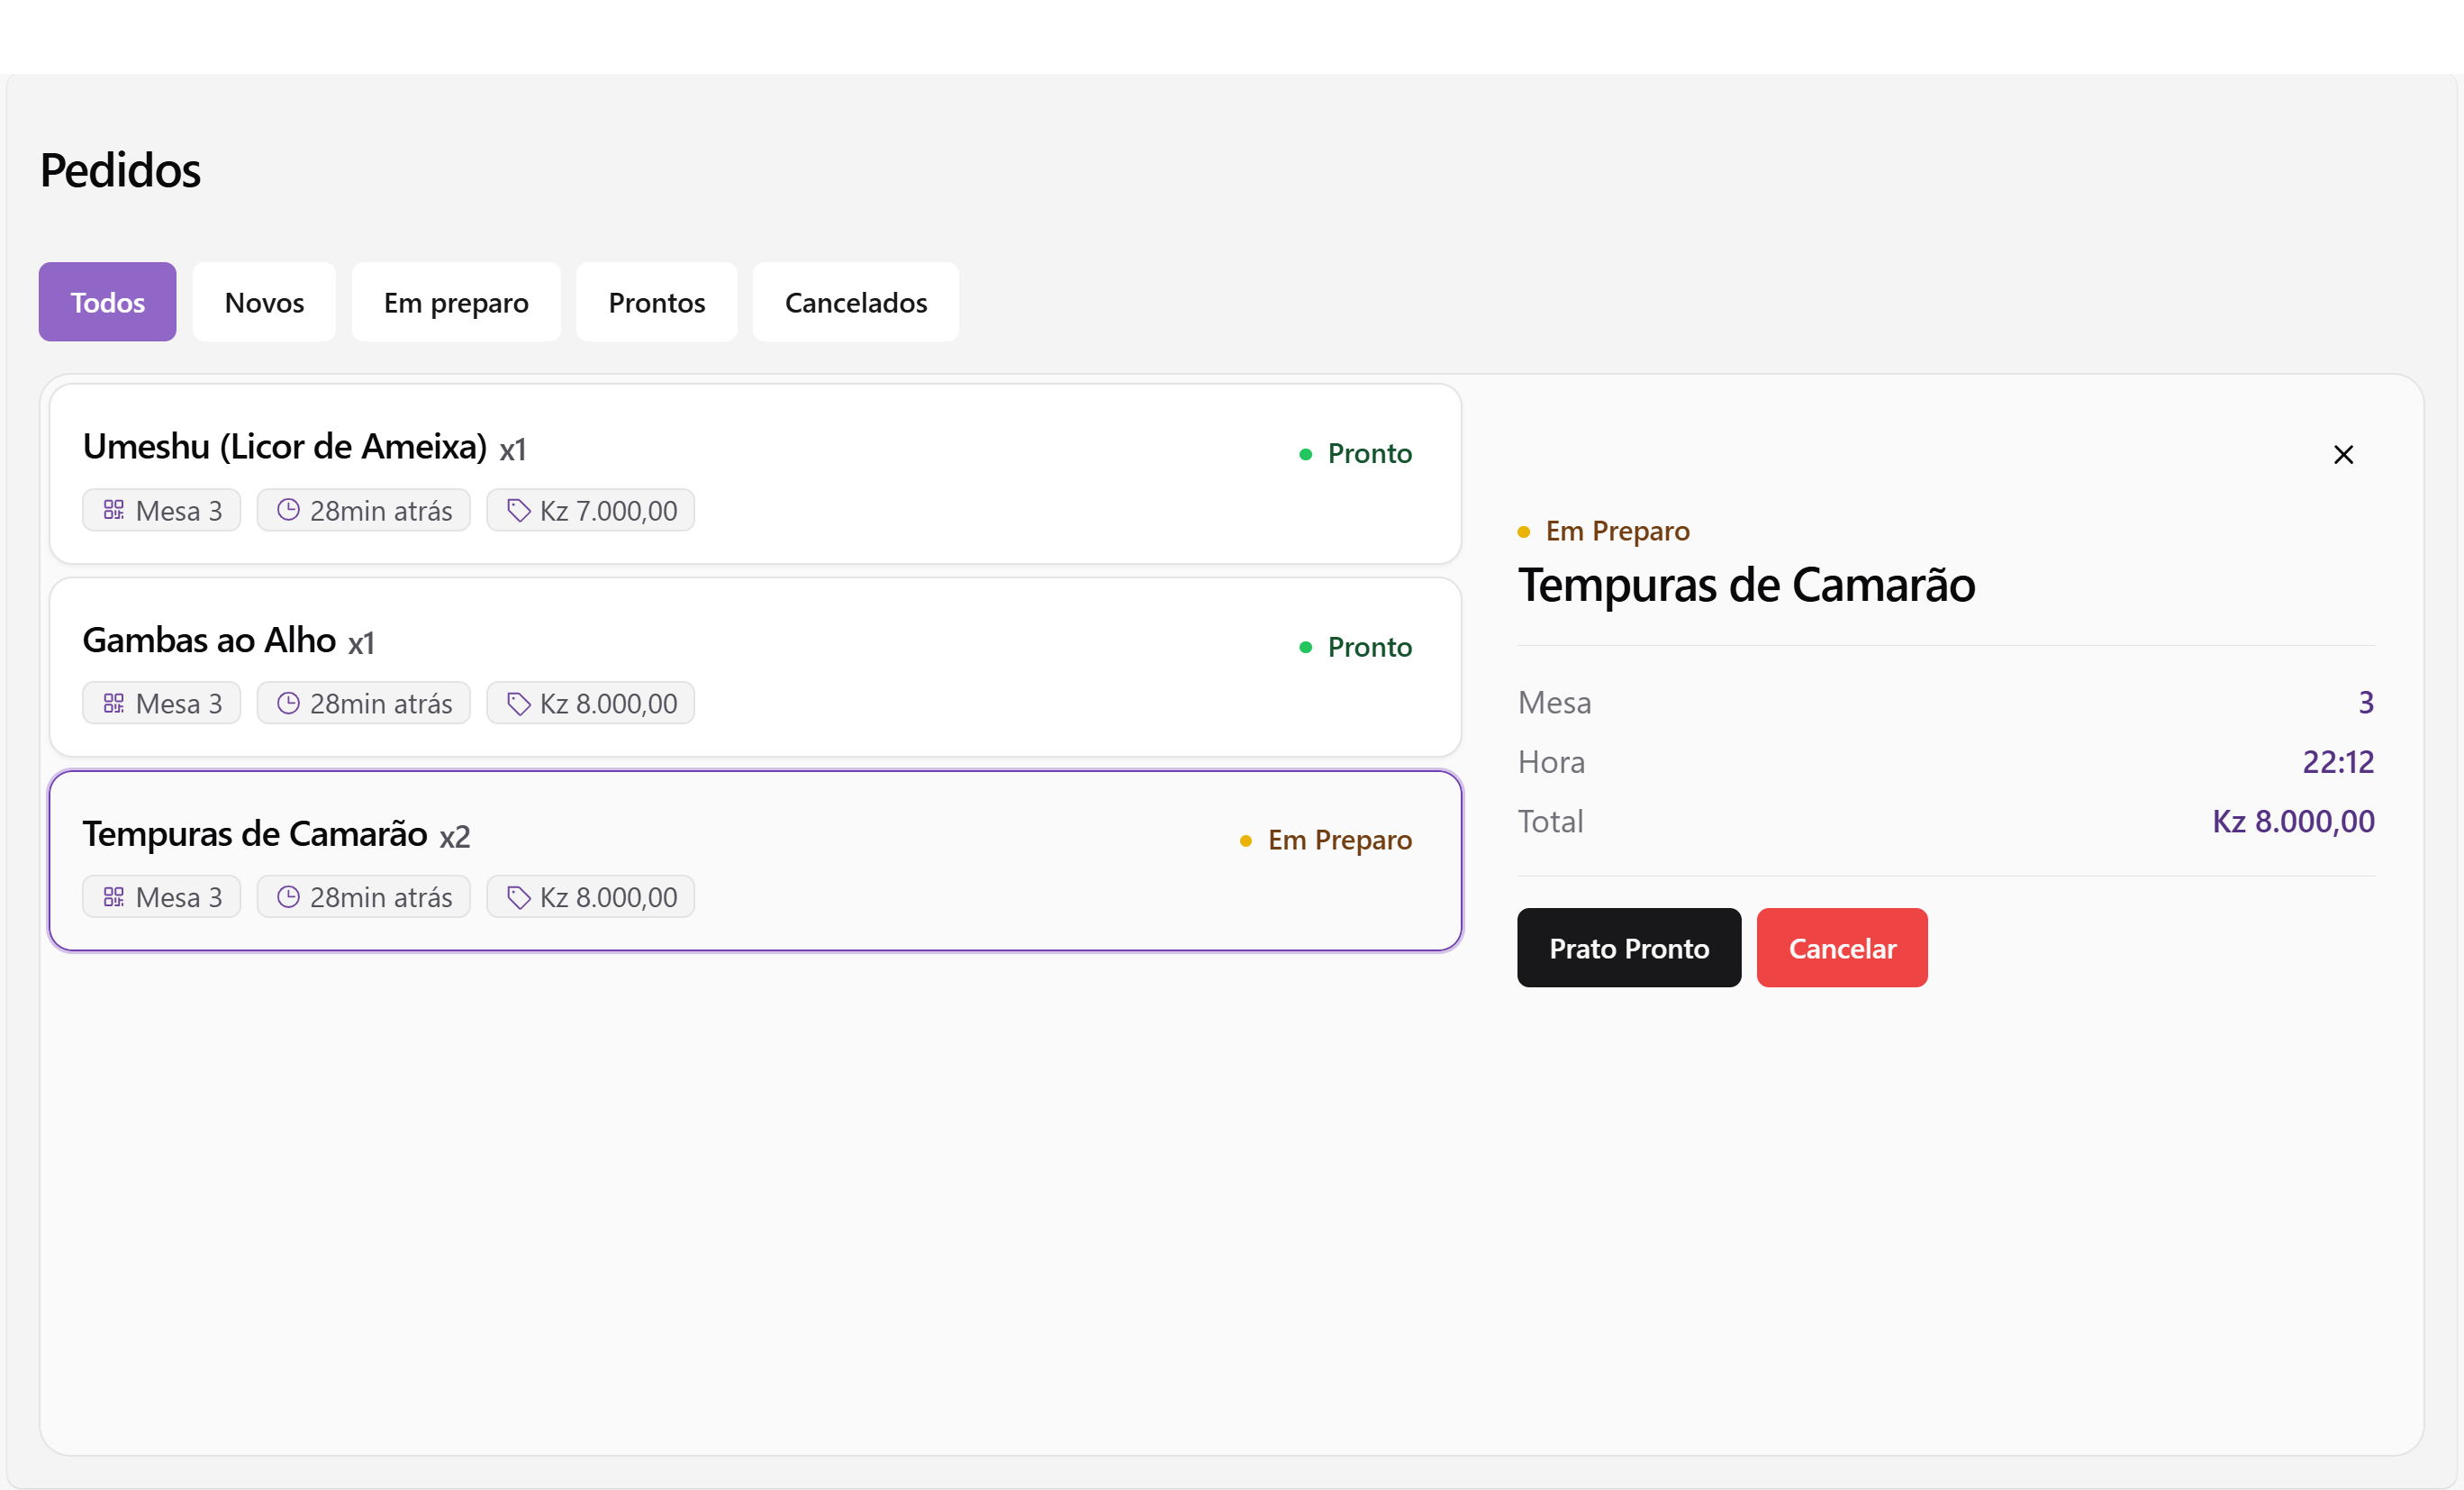 Pedidos
Todos Novos Em preparo Prontos Cancelados
Umeshu (Licor de Ameixa) x1
Pronto
Mesa 3 28min atrás Kz 7.000,00
Gambas ao Alho x1
Pronto
Mesa 3 28min atrás Kz 8.000,00
Tempuras de Camarão x2
Em Preparo
Mesa 3 28min atrás Kz 8.000,00
Em Preparo
Tempuras de Camarão
Mesa 3
Hora 22:12
Total Kz 8.000,00
Prato Pronto Cancelar